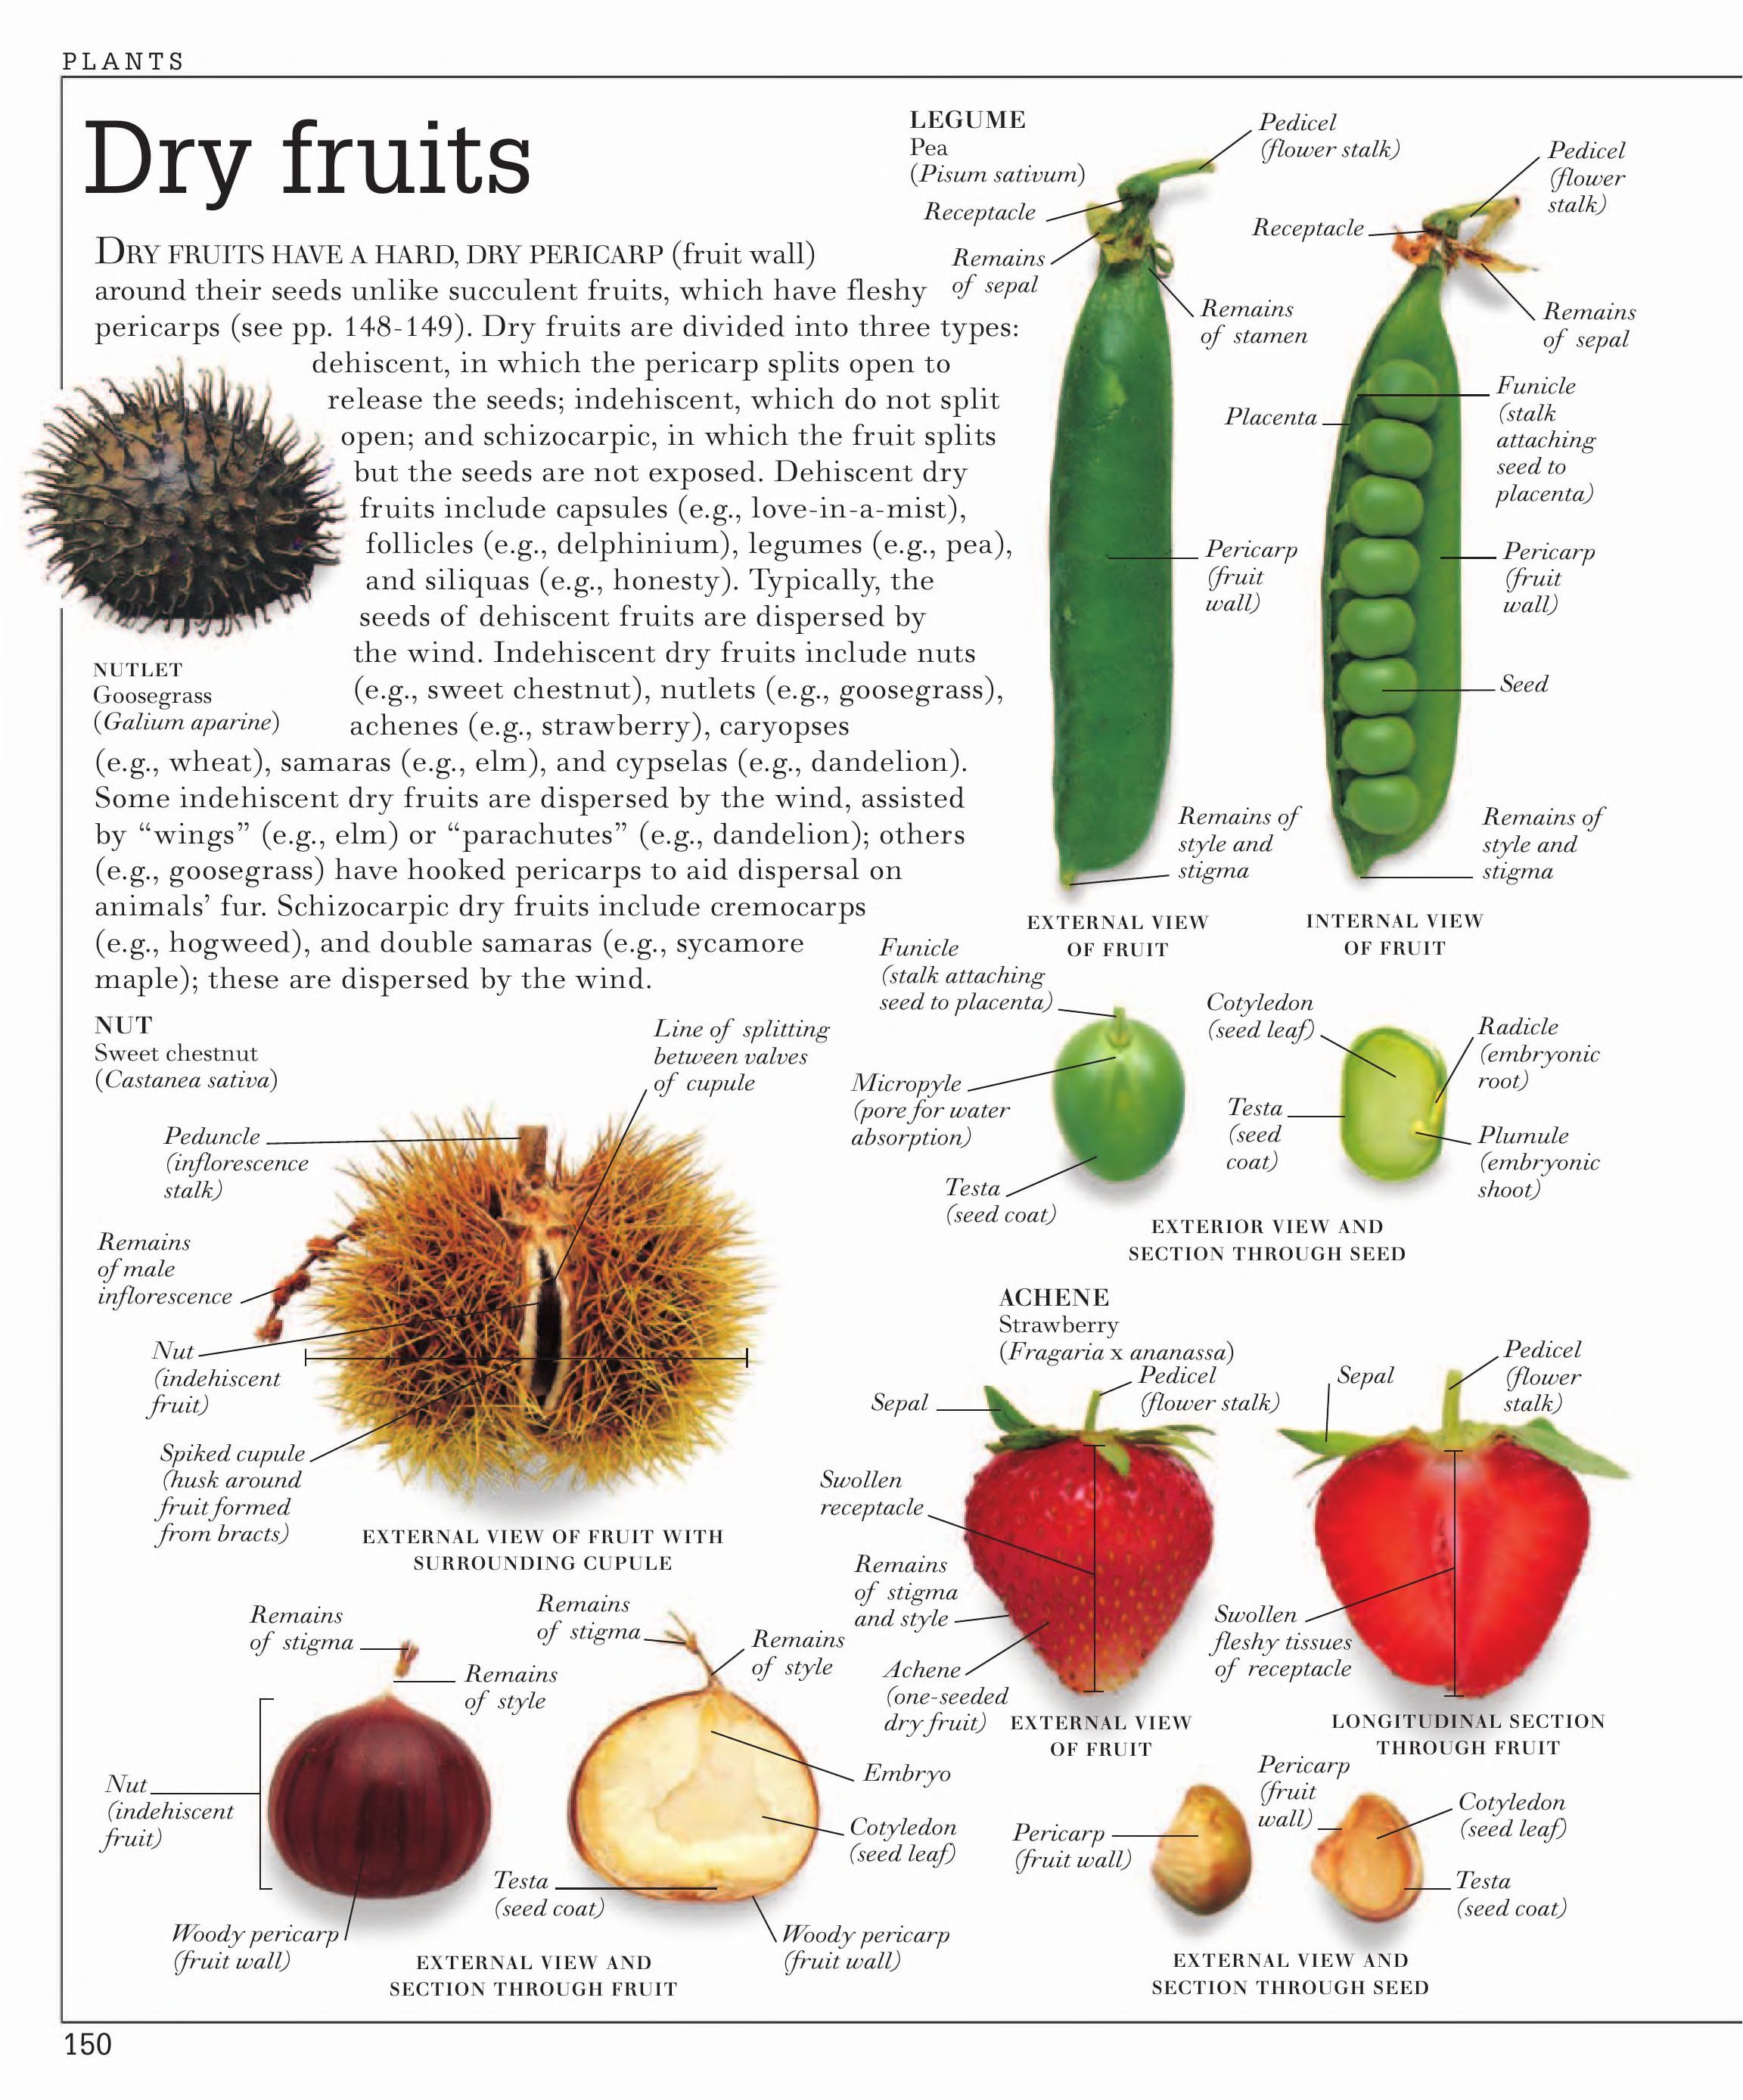 PLANTS
Dry fruits
DRY FRUITS HAVE A HARD, DRY PERICARP (fruit wall)
around their seeds unlike succulent fruits, which have fleshy
pericarps (see pp. 148-149). Dry fruits are divided into three types:
dehiscent, in which the pericarp splits open to
release the seeds; indehiscent, which do not split
open; and schizocarpic, in which the fruit splits
but the seeds are not exposed. Dehiscent dry
fruits include capsules (e.g., love-in-a-mist),
follicles (e.g., delphinium), legumes (e.g., pea),
and siliquas (e.g., honesty). Typically, the
seeds of dehiscent fruits are dispersed by
the wind. Indehiscent dry fruits include nuts
(e.g., sweet chestnut), nutlets (e.g., goosegrass),
achenes (e.g., strawberry), caryopses
(e.g., wheat), samaras (e.g., elm), and cypselas (e.g., dandelion).
Some indehiscent dry fruits are dispersed by the wind, assisted
by “wings” (e.g., elm) or “parachutes” (e.g., dandelion); others
(e.g., goosegrass) have hooked pericarps to aid dispersal on
animals’ fur. Schizocarpic dry fruits include cremocarps
(e.g., hogweed), and double samaras (e.g., sycamore
maple); these are dispersed by the wind.
NUTLET
Goosegrass
(Galium aparine)
LEGUME
Pea
(Pisum sativum)
Receptacle
Remains
of sepal
Pedicel
(flower stalk)
Remains
of stamen
Pericarp
(fruit
wall)
Remains of
style and
stigma
EXTERNAL VIEW
OF FRUIT
Pedicel
(flower
stalk)
Receptacle
Remains
of sepal
Placenta
Funicle
(stalk
attaching
seed to
placenta)
Pericarp
(fruit
wall)
Seed
Remains of
style and
stigma
INTERNAL VIEW
OF FRUIT
Funicle
(stalk attaching
seed to placenta)
Micropyle
(pore for water
absorption)
Testa
(seed coat)
Cotyledon
(seed leaf)
Testa
(seed
coat)
Radicle
(embryonic
root)
Plumule
(embryonic
shoot)
EXTERIOR VIEW AND
SECTION THROUGH SEED
NUT
Sweet chestnut
(Castanea sativa)
Line of splitting
between valves
of cupule
Peduncle
(inflorescence
stalk)
Remains
of male
inflorescence
Nut
(indehiscent
fruit)
Spiked cupule
(husk around
fruit formed
from bracts)
EXTERNAL VIEW OF FRUIT WITH
SURROUNDING CUPULE
Remains
of stigma
Remains
of style
Nut
(indehiscent
fruit)
Woody pericarp
(fruit wall)
Remains
of stigma
Remains
of style
Embryo
Cotyledon
(seed leaf)
Testa
(seed coat)
Woody pericarp
(fruit wall)
EXTERNAL VIEW AND
SECTION THROUGH FRUIT
ACHENE
Strawberry
(Fragaria x ananassa)
Pedicel
(flower stalk)
Sepal
Swollen
receptacle
Remains
of stigma
and style
Achene
(one-seeded
dry fruit)
EXTERNAL VIEW
OF FRUIT
Sepal
Pedicel
(flower
stalk)
Swollen
fleshy tissues
of receptacle
LONGITUDINAL SECTION
THROUGH FRUIT
Pericarp
(fruit wall)
Pericarp
(fruit
wall)
Cotyledon
(seed leaf)
Testa
(seed coat)
EXTERNAL VIEW AND
SECTION THROUGH SEED
150